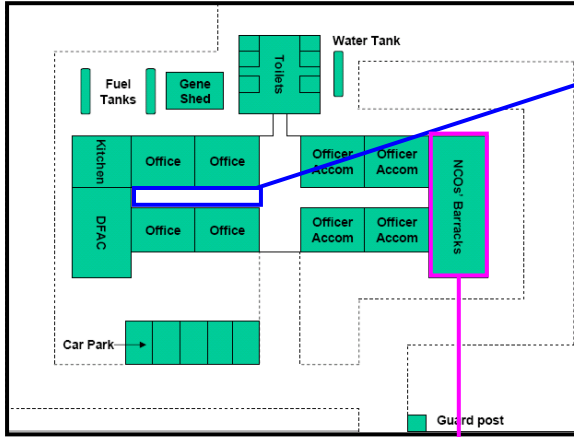 Water Tank
Toilets
Fuel
Tanks
Gene
Shed
Kitchen
Office
Office
Officer
Accom
Officer
Accom
NCOs' Barracks
DFAC
Office
Office
Officer
Accom
Officer
Accom
Car Park
Guard post